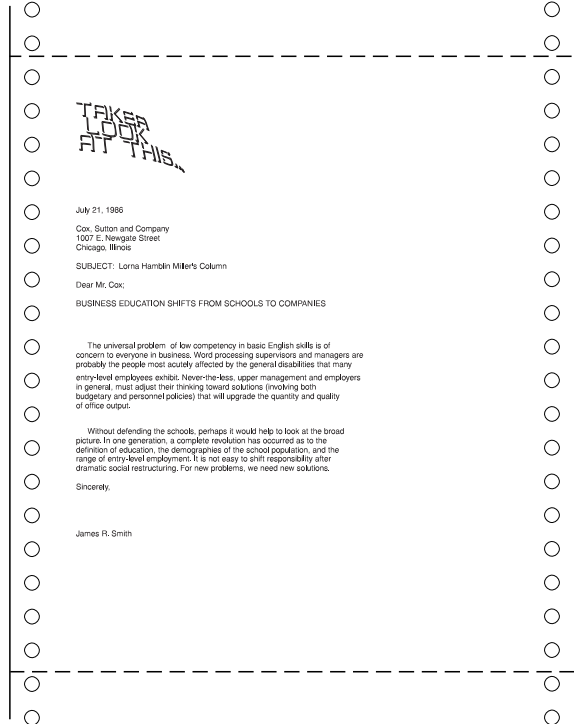 TAKE A
LOOK
AT THIS...
July 21, 1986
Cox, Sutton and Company
1007 E. Newgate Street
Chicago, Illinois
SUBJECT: Lorna Hamblin Miller's Column
Dear Mr. Cox;
BUSINESS EDUCATION SHIFTS FROM SCHOOLS TO COMPANIES
The universal problem of low competency in basic English skills is of
concern to everyone in business. Word processing supervisors and managers are
probably the people most acutely affected by the general disabilities that many
entry-level employees exhibit. Never-the-less, upper management and employers
in general, must adjust their thinking toward solutions (involving both
budgetary and personnel policies) that will upgrade the quantity and quality
of office output.
Without defending the schools, perhaps it would help to look at the broad
picture. In one generation, a complete revolution has occurred as to the
definition of education, the demographies of the school population, and the
range of entry-level employment. It is not easy to shift responsibility after
dramatic social restructuring. For new problems, we need new solutions.
Sincerely,
James R. Smith